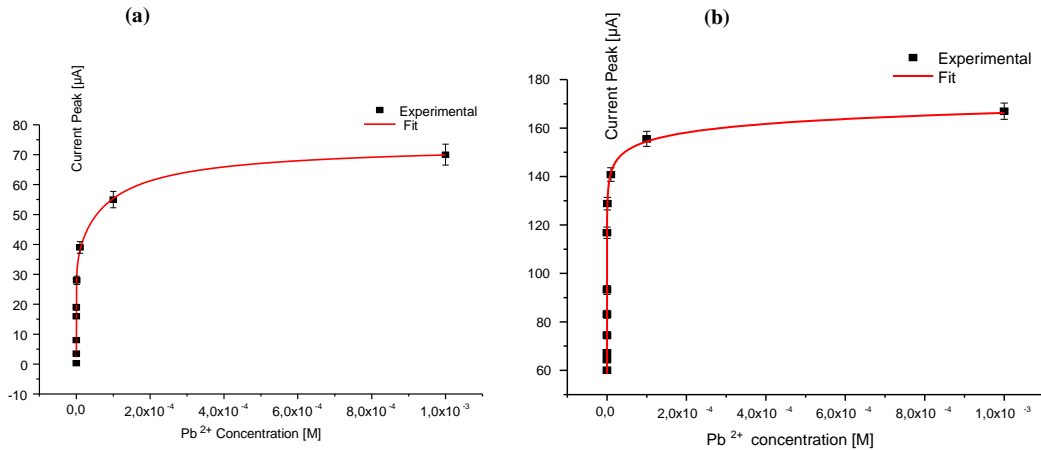 (a)
Current Peak [µA]
Experimental
Fit
80
70
60
50
40
30
20
10
0
-10
0,0
2,0x10⁻⁴
4,0x10⁻⁴
6,0x10⁻⁴
8,0x10⁻⁴
1,0x10⁻³
Pb ²⁺ Concentration [M]
(b)
Current Peak [µA]
Experimental
Fit
180
160
140
120
100
80
60
0,0
2,0x10⁻⁴
4,0x10⁻⁴
6,0x10⁻⁴
8,0x10⁻⁴
1,0x10⁻³
Pb ²⁺ concentration [M]